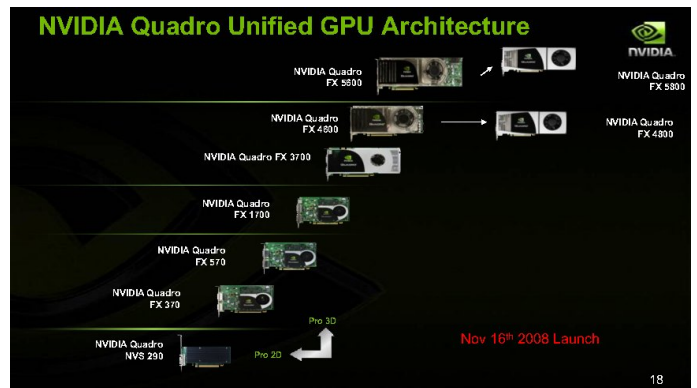 NVIDIA Quadro Unified GPU Architecture
NVIDIA
NVIDIA Quadro
FX 5600
NVIDIA Quadro
FX 5800
NVIDIA Quadro
FX 4600
NVIDIA Quadro
FX 4800
NVIDIA Quadro FX 3700
NVIDIA Quadro
FX 1700
NVIDIA Quadro
FX 570
NVIDIA Quadro
FX 370
Pro 3D
NVIDIA Quadro
NVS 290
Pro 2D
Nov 16th 2008 Launch
18